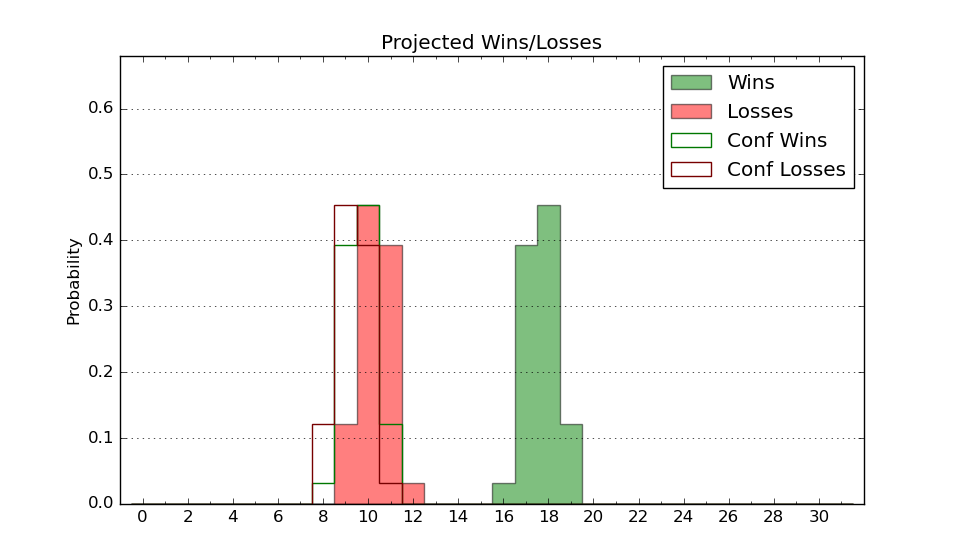 Projected Wins/Losses
Wins
Losses
Conf Wins
Conf Losses
Probability
0.6
0.5
0.4
0.3
0.2
0.1
0.0
0 2 4 6 8 10 12 14 16 18 20 22 24 26 28 30